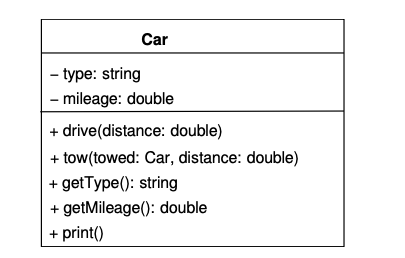 Car
– type: string
– mileage: double
+ drive(distance: double)
+ tow(towed: Car, distance: double)
+ getType(): string
+ getMileage(): double
+ print()